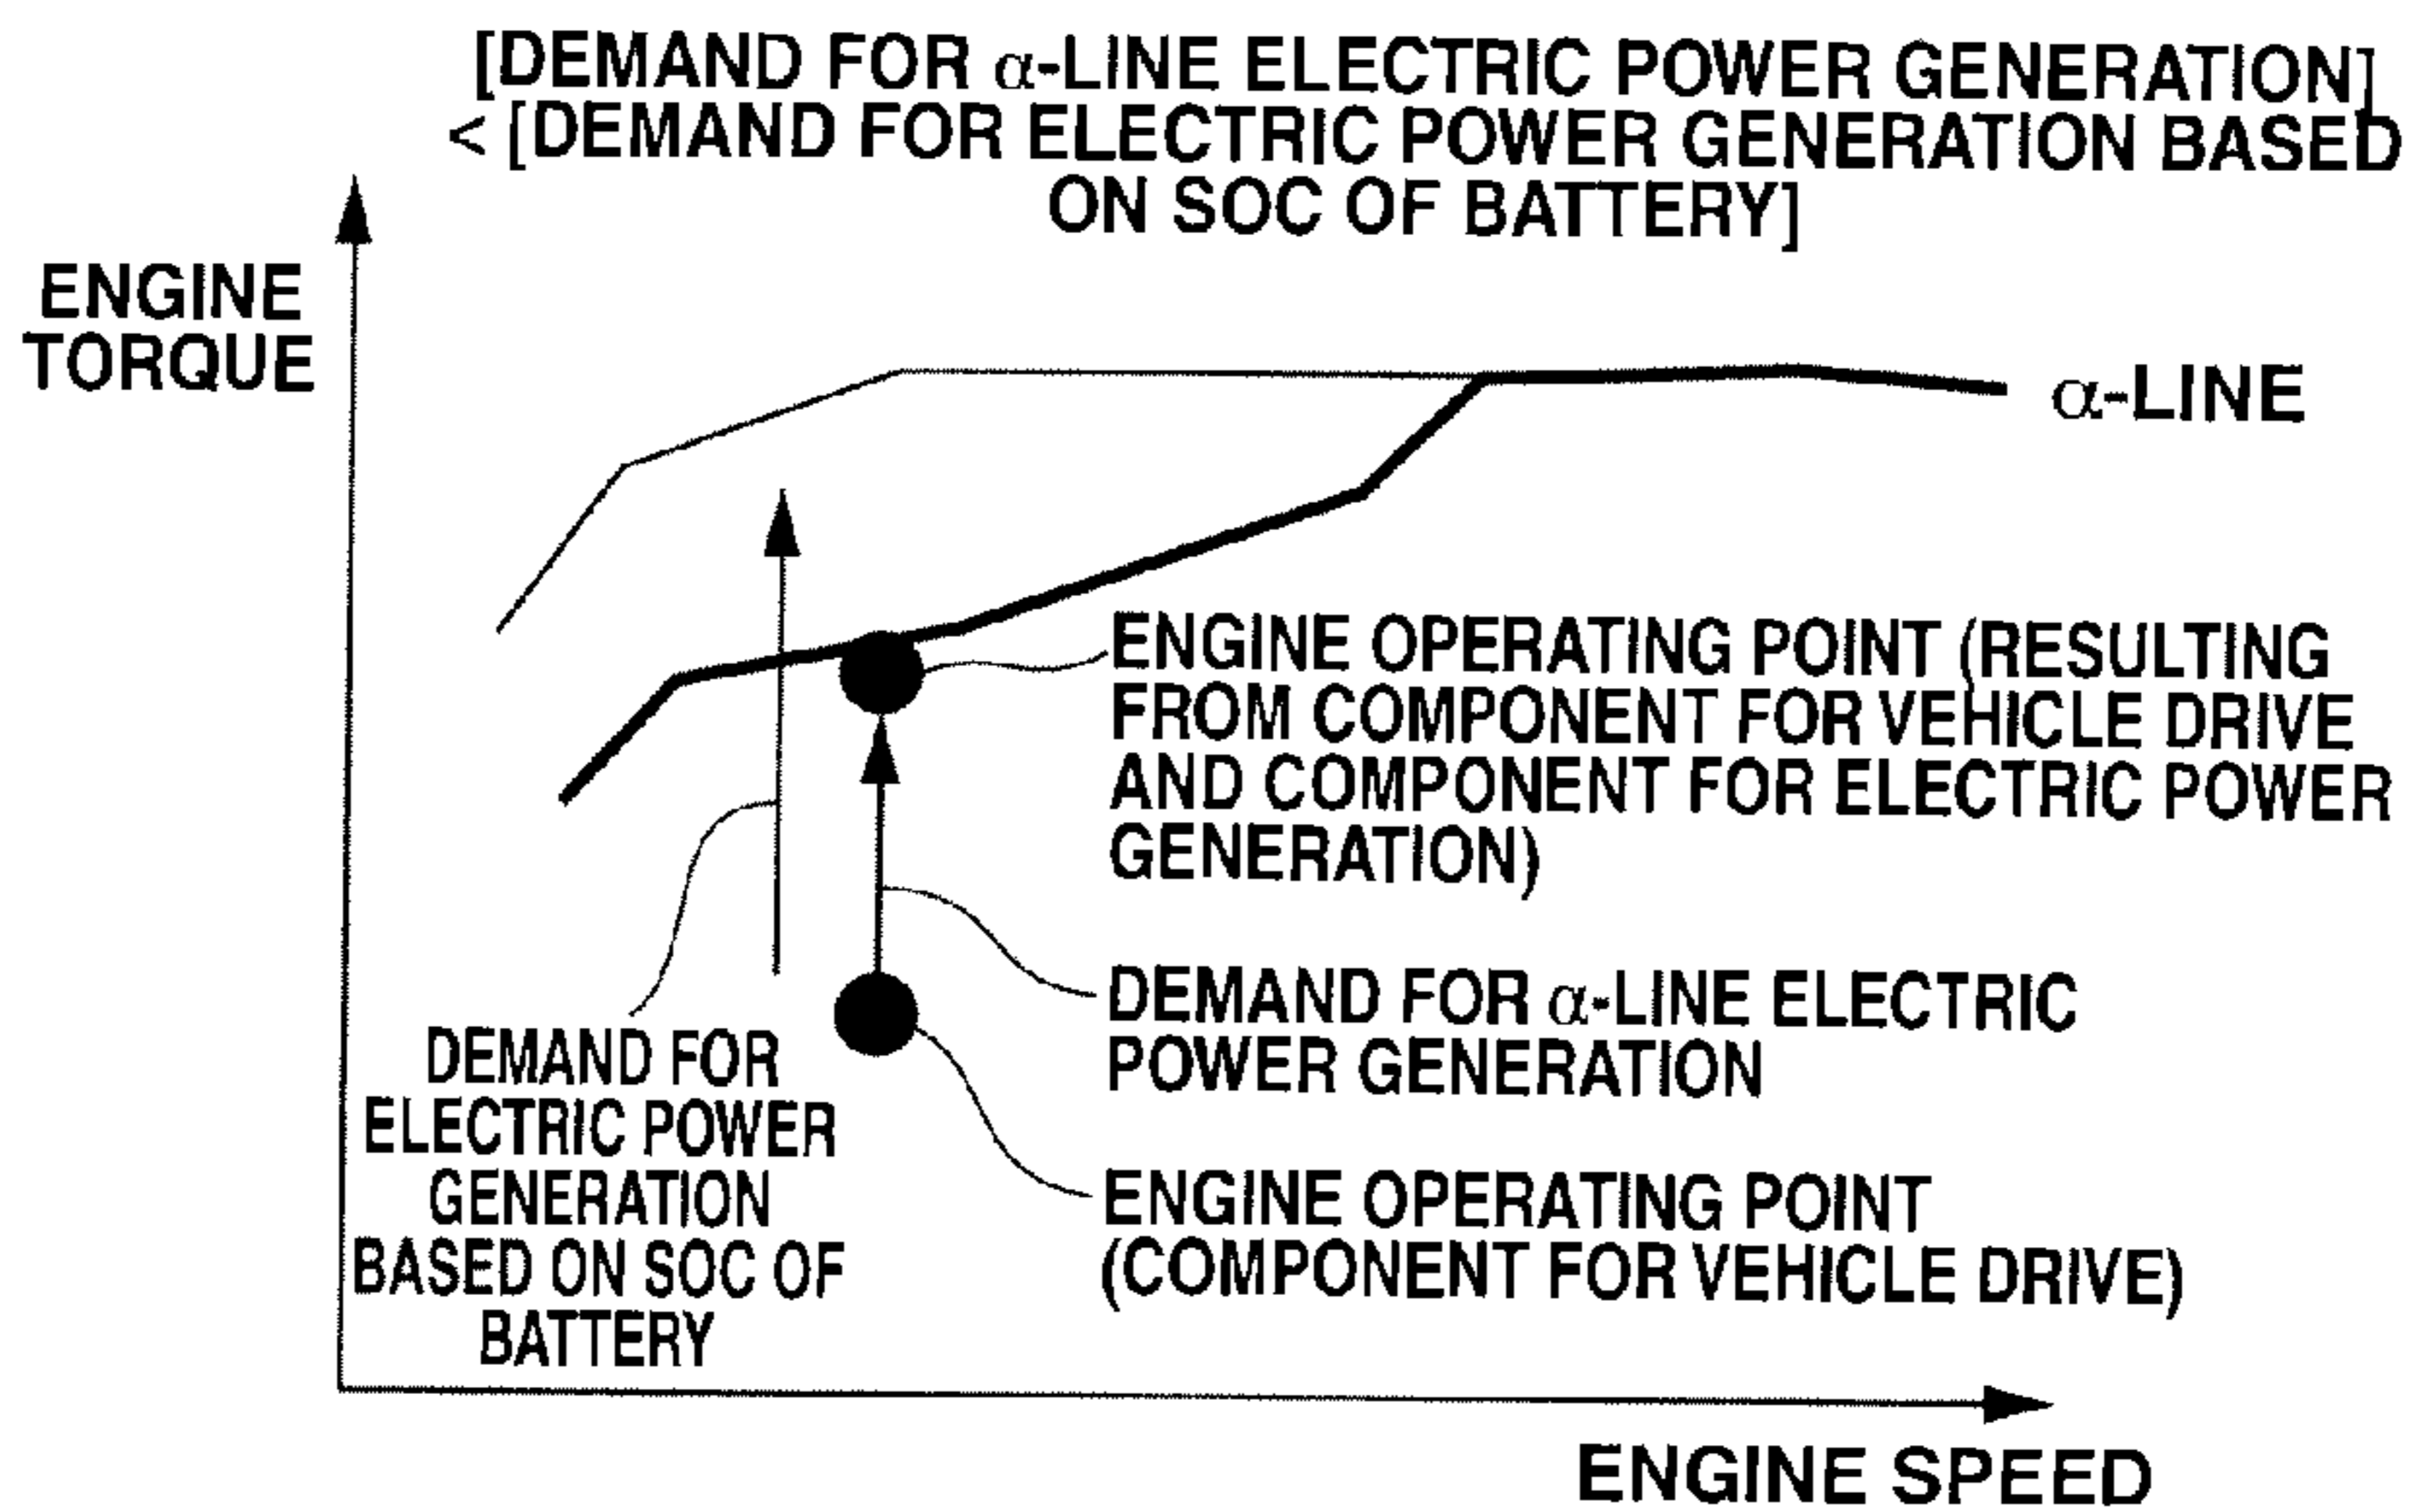 [DEMAND FOR α-LINE ELECTRIC POWER GENERATION]
< [DEMAND FOR ELECTRIC POWER GENERATION BASED
ON SOC OF BATTERY]
ENGINE
TORQUE
α-LINE
ENGINE OPERATING POINT (RESULTING
FROM COMPONENT FOR VEHICLE DRIVE
AND COMPONENT FOR ELECTRIC POWER
GENERATION)
DEMAND FOR α-LINE ELECTRIC
POWER GENERATION
DEMAND FOR
ELECTRIC POWER
GENERATION
BASED ON SOC OF
BATTERY
ENGINE OPERATING POINT
(COMPONENT FOR VEHICLE DRIVE)
ENGINE SPEED